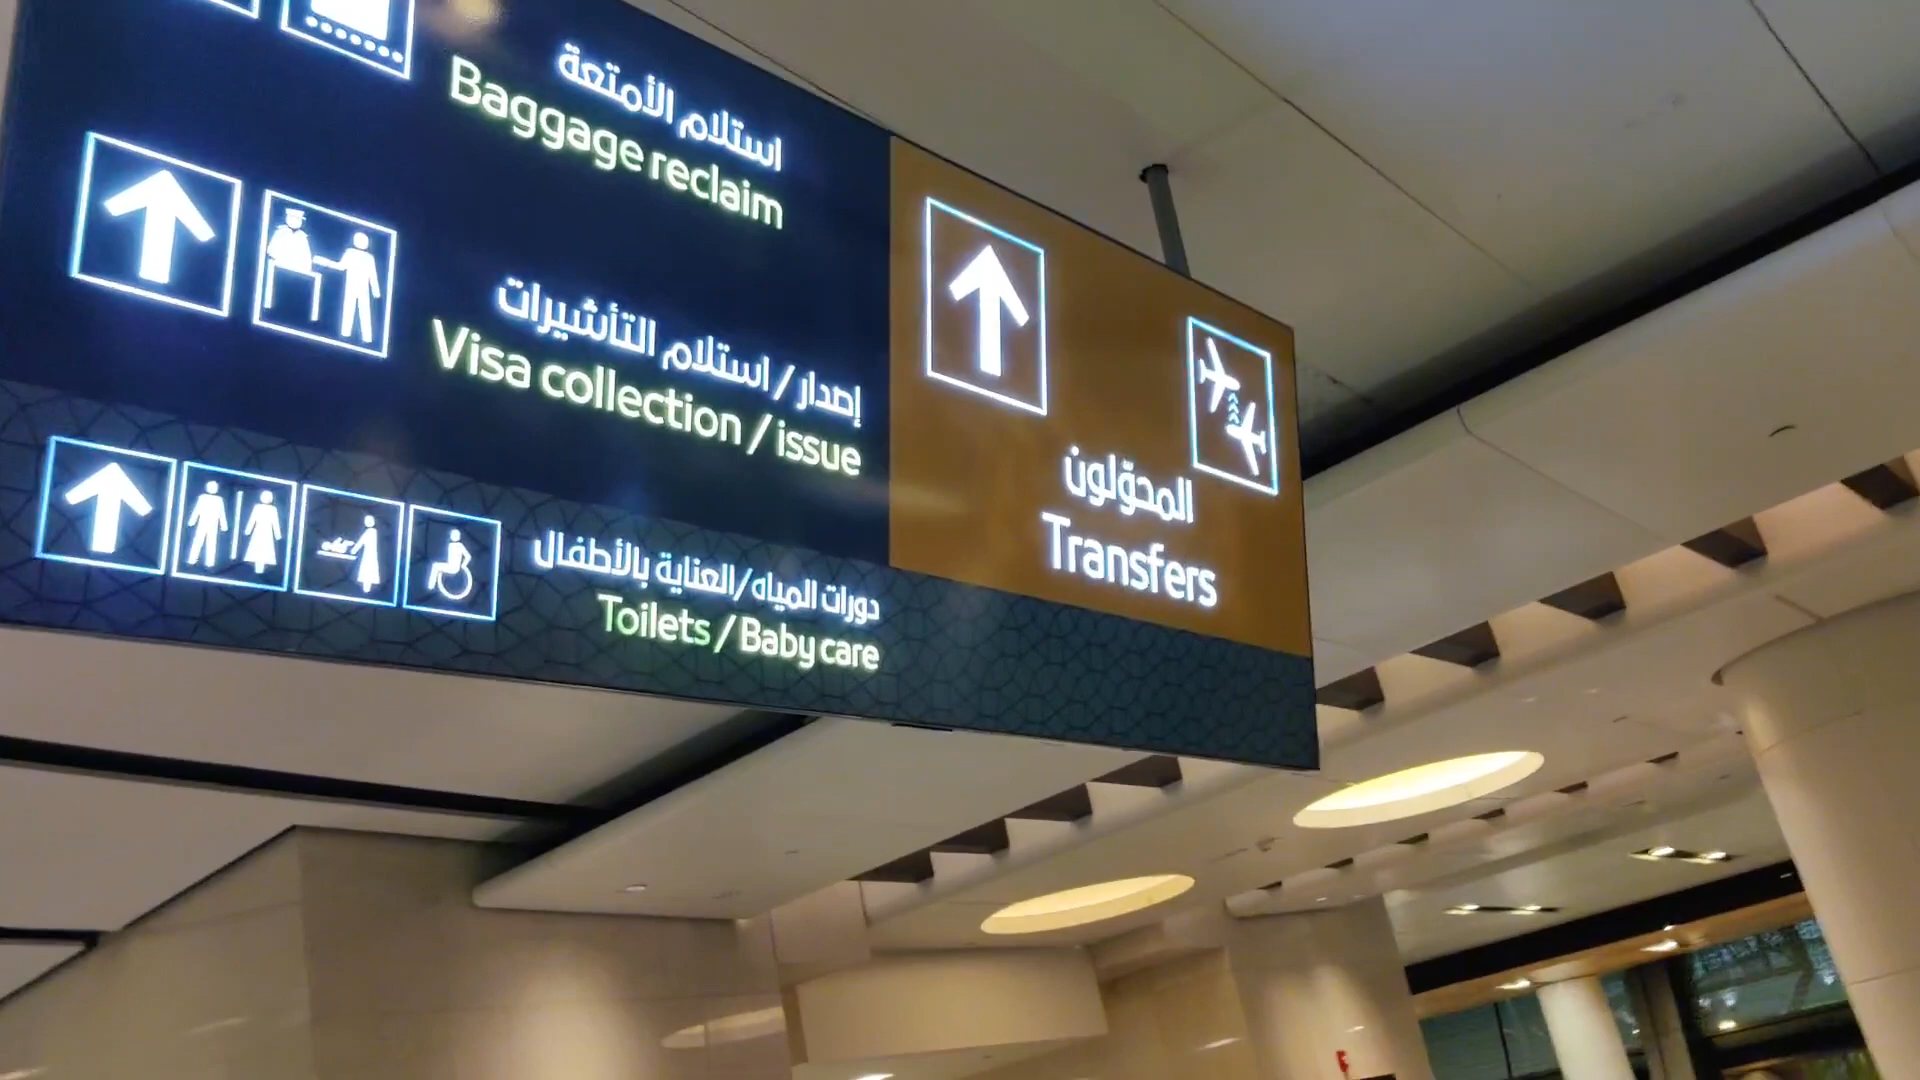 استلام الأمتعة
Baggage reclaim
إصدار / استلام التأشيرات
Visa collection / issue
دورات المياه/العناية بالأطفال
Toilets / Baby care
المحوّلون
Transfers